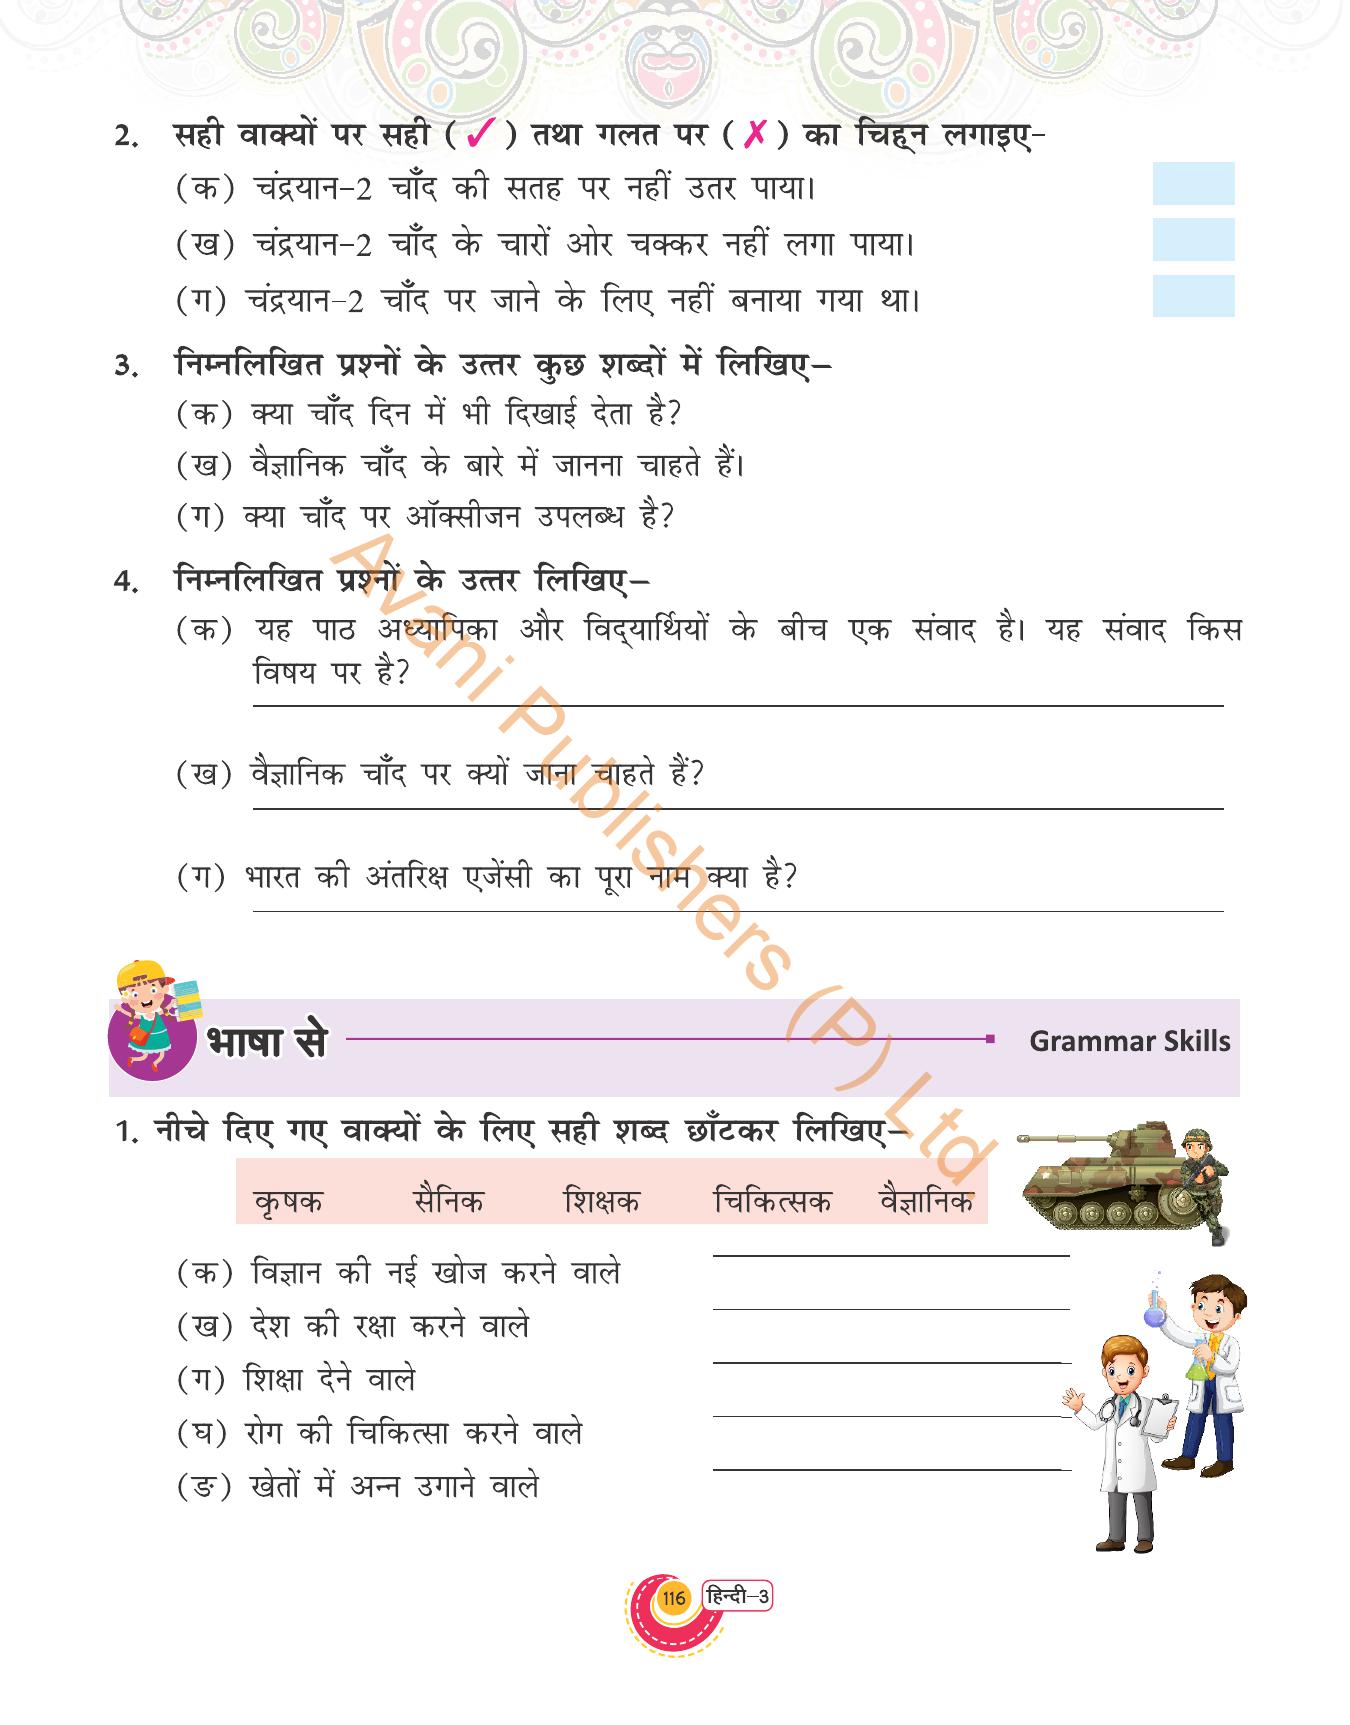 2. सही वाक्यों पर सही (✓) तथा गलत पर (✗) का चिह्न लगाइए–
(क) चंद्रयान–2 चाँद की सतह पर नहीं उतर पाया।
(ख) चंद्रयान–2 चाँद के चारों ओर चक्कर नहीं लगा पाया।
(ग) चंद्रयान–2 चाँद पर जाने के लिए नहीं बनाया गया था।
3. निम्नलिखित प्रश्नों के उत्तर कुछ शब्दों में लिखिए–
(क) क्या चाँद दिन में भी दिखाई देता है?
(ख) वैज्ञानिक चाँद के बारे में जानना चाहते हैं।
(ग) क्या चाँद पर ऑक्सीजन उपलब्ध है?
4. निम्नलिखित प्रश्नों के उत्तर लिखिए–
(क) यह पाठ अध्यापिका और विद्यार्थियों के बीच एक संवाद है। यह संवाद किस
विषय पर है?
(ख) वैज्ञानिक चाँद पर क्यों जाना चाहते हैं?
(ग) भारत की अंतरिक्ष एजेंसी का पूरा नाम क्या है?
Avani Publishers (P) Ltd.
भाषा से Grammar Skills
1. नीचे दिए गए वाक्यों के लिए सही शब्द छाँटकर लिखिए–
कृषक सैनिक शिक्षक चिकित्सक वैज्ञानिक
(क) विज्ञान की नई खोज करने वाले
(ख) देश की रक्षा करने वाले
(ग) शिक्षा देने वाले
(घ) रोग की चिकित्सा करने वाले
(ङ) खेतों में अन्न उगाने वाले
116 हिन्दी–3